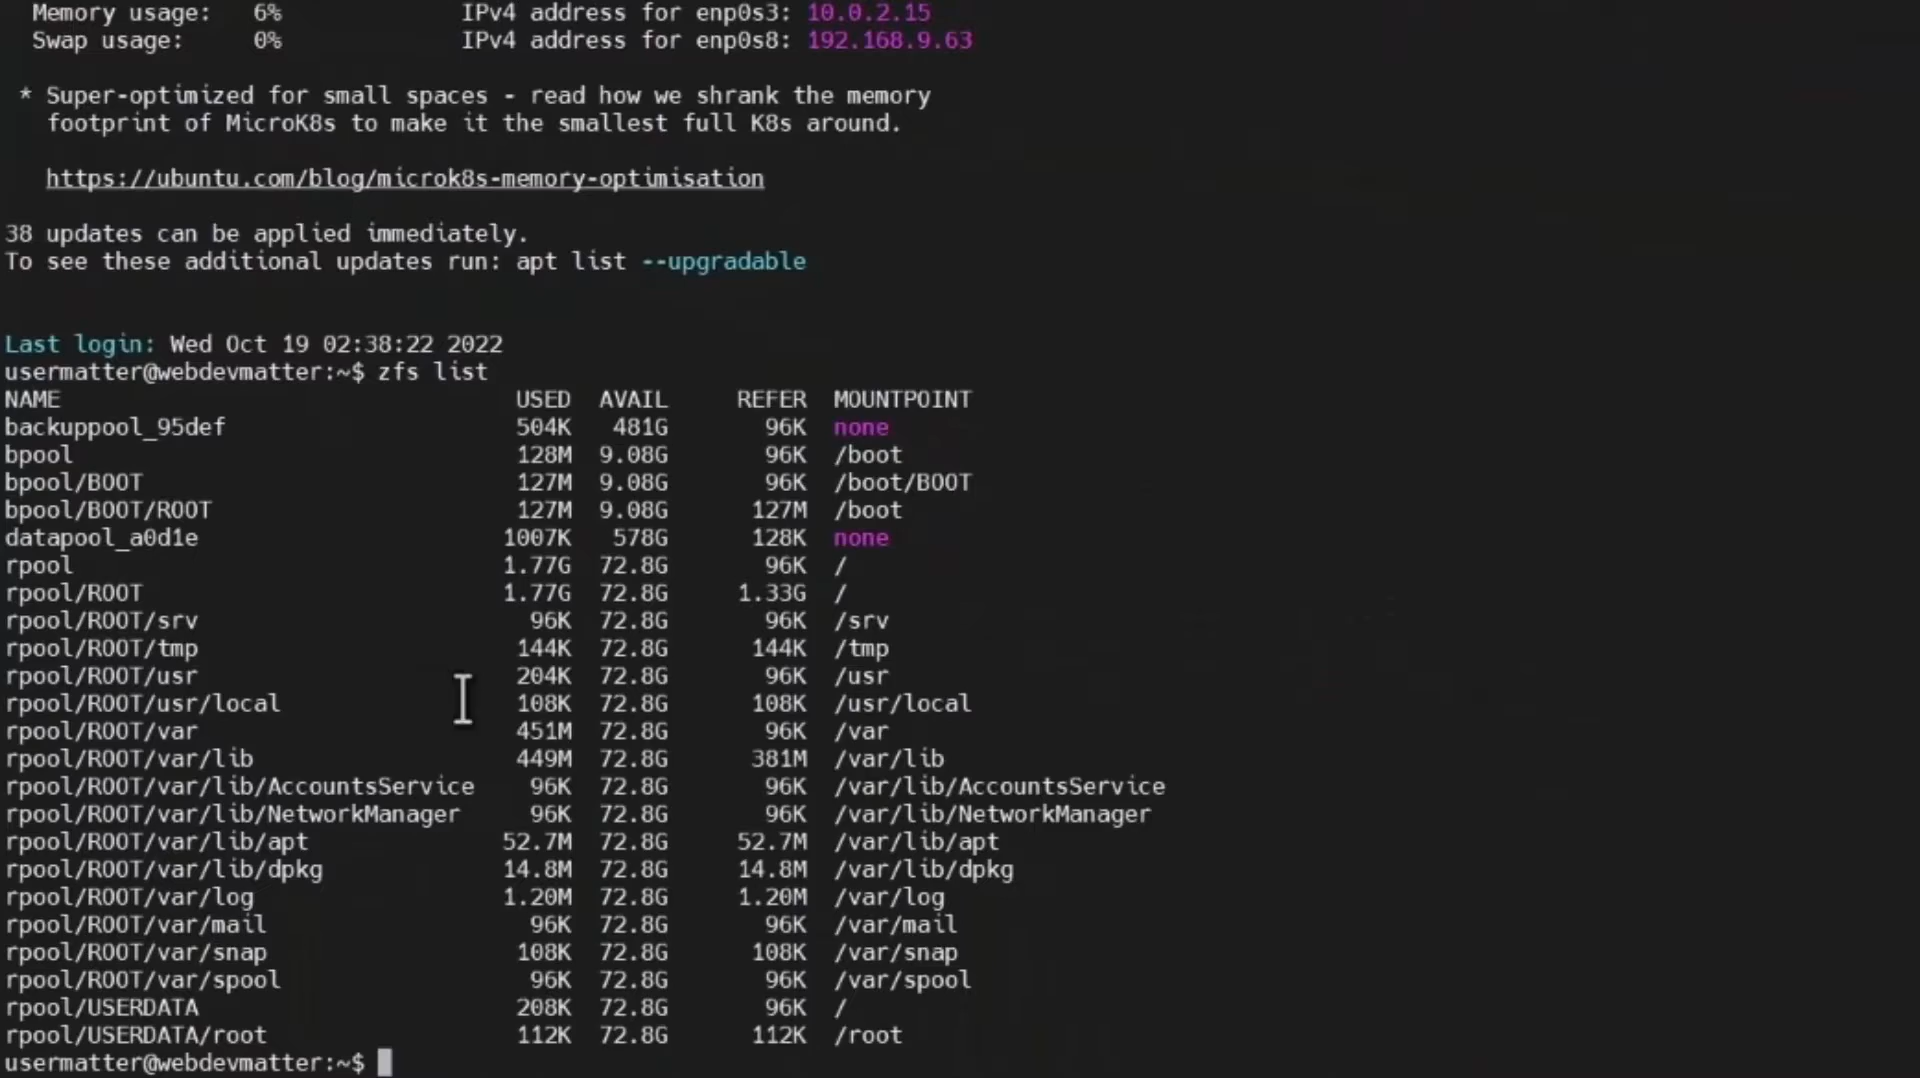 Memory usage: 6% IPv4 address for enp0s3: 10.0.2.15
Swap usage: 0% IPv4 address for enp0s8: 192.168.9.63
* Super-optimized for small spaces - read how we shrank the memory
footprint of MicroK8s to make it the smallest full K8s around.
https://ubuntu.com/blog/microk8s-memory-optimisation
38 updates can be applied immediately.
To see these additional updates run: apt list --upgradable
Last login: Wed Oct 19 02:38:22 2022
usermatter@webdevmatter:~$ zfs list
NAME USED AVAIL REFER MOUNTPOINT
backuppool_95def 504K 481G 96K none
bpool 128M 9.08G 96K /boot
bpool/BOOT 127M 9.08G 96K /boot/BOOT
bpool/BOOT/ROOT 127M 9.08G 127M /boot
datapool_a0d1e 1007K 578G 128K none
rpool 1.77G 72.8G 96K /
rpool/ROOT 1.77G 72.8G 1.33G /
rpool/ROOT/srv 96K 72.8G 96K /srv
rpool/ROOT/tmp 144K 72.8G 144K /tmp
rpool/ROOT/usr 204K 72.8G 96K /usr
rpool/ROOT/usr/local 108K 72.8G 108K /usr/local
rpool/ROOT/var 451M 72.8G 96K /var
rpool/ROOT/var/lib 449M 72.8G 381M /var/lib
rpool/ROOT/var/lib/AccountsService 96K 72.8G 96K /var/lib/AccountsService
rpool/ROOT/var/lib/NetworkManager 96K 72.8G 96K /var/lib/NetworkManager
rpool/ROOT/var/lib/apt 52.7M 72.8G 52.7M /var/lib/apt
rpool/ROOT/var/lib/dpkg 14.8M 72.8G 14.8M /var/lib/dpkg
rpool/ROOT/var/log 1.20M 72.8G 1.20M /var/log
rpool/ROOT/var/mail 96K 72.8G 96K /var/mail
rpool/ROOT/var/snap 108K 72.8G 108K /var/snap
rpool/ROOT/var/spool 96K 72.8G 96K /var/spool
rpool/USERDATA 208K 72.8G 96K /
rpool/USERDATA/root 112K 72.8G 112K /root
usermatter@webdevmatter:~$